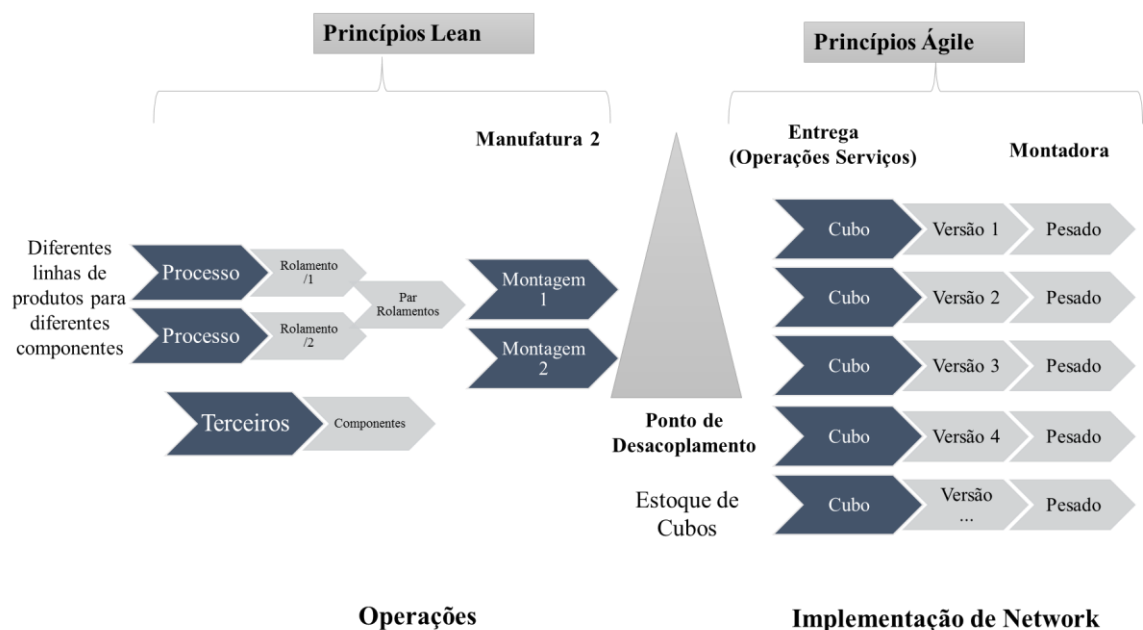 Princípios Lean
Princípios Ágile
Manufatura 2
Entrega
(Operações Serviços)
Montadora
Diferentes
linhas de
produtos para
diferentes
componentes
Processo
Rolamento
/1
Processo
Rolamento
/2
Par
Rolamentos
Montagem
1
Montagem
2
Terceiros
Componentes
Ponto de
Desacoplamento
Estoque de
Cubos
Cubo
Versão 1
Pesado
Cubo
Versão 2
Pesado
Cubo
Versão 3
Pesado
Cubo
Versão 4
Pesado
Cubo
Versão
...
Pesado
Operações
Implementação de Network